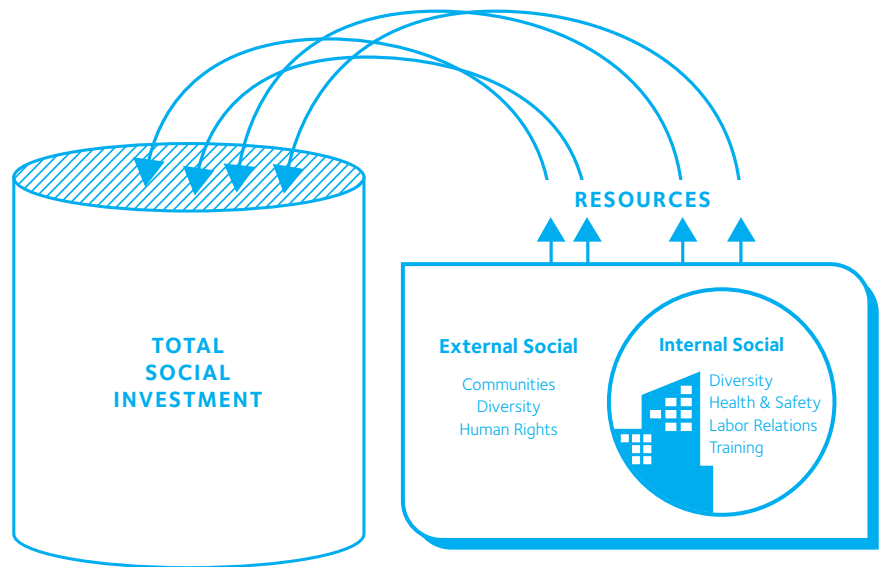 RESOURCES
TOTAL
SOCIAL
INVESTMENT
External Social
Communities
Diversity
Human Rights
Internal Social
Diversity
Health & Safety
Labor Relations
Training